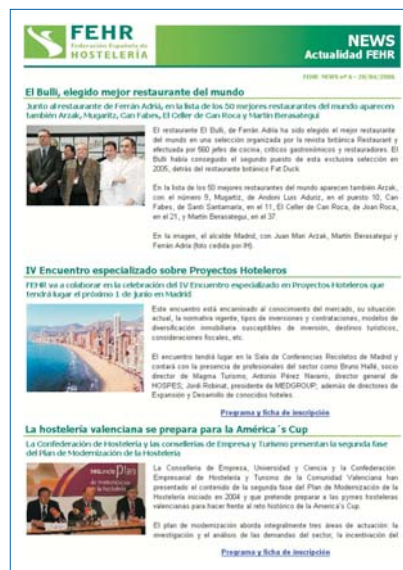 FEHR
Federación Española de
HOSTELERÍA
NEWS
Actualidad FEHR
FEHR NEWS nº 6 - 20/04/2006
El Bulli, elegido mejor restaurante del mundo
Junto al restaurante de Ferrán Adriá, en la lista de los 50 mejores restaurantes del mundo aparecen
también Arzak, Mugaritz, Can Fabes, El Celler de Can Roca y Martín Berasategui
El restaurante El Bulli, de Ferrán Adria ha sido elegido el mejor restaurante
del mundo en una selección organizada por la revista británica Restaurant y
efectuada por 560 jefes de cocina, críticos gastronómicos y restauradores. El
Bulli había conseguido el segundo puesto de esta exclusiva selección en
2005, detrás del restaurante británico Fat Duck.
En la lista de los 50 mejores restaurantes del mundo aparecen también Arzak,
con el número 9, Mugaritz, de Andoni Luis Aduriz, en el puesto 10, Can
Fabes, de Santi Santamaria, en el 11, El Celler de Can Roca, de Joan Roca,
en el 21, y Martín Berasategui, en el 37.
En la imagen, el alcalde Madrid, con Juan Mari Arzak, Martín Berasategui y
Ferrán Adria (foto cedida por IH).
IV Encuentro especializado sobre Proyectos Hoteleros
FEHR va a colaborar en la celebración del IV Encuentro especializado en Proyectos Hoteleros que
tendrá lugar el próximo 1 de junio en Madrid
Este encuentro está encaminado al conocimiento del mercado, su situación
actual, la normativa vigente, tipos de inversiones y contrataciones, modelos de
diversificación inmobiliaria susceptibles de inversión, destinos turísticos,
consideraciones fiscales, etc.
El encuentro tendrá lugar en la Sala de Conferencias Recoletos de Madrid y
contará con la presencia de profesionales del sector como Bruno Hallé, socio
director de Magma Turismo, Antonio Pérez Navarro, director general de
HOSPES; Jordi Robinat, presidente de MEDGROUP; además de directores de
Expansión y Desarrollo de conocidos hoteles.
Programa y ficha de inscripción
La hostelería valenciana se prepara para la América´s Cup
La Confederación de Hostelería y las consellerias de Empresa y Turismo presentan la segunda fase
del Plan de Modernización de la Hostelería
segundo plan
de modernización
La Conselleria de Empresa, Universidad y Ciencia y la Confederación
Empresarial de Hostelería y Turismo de la Comunidad Valenciana han
presentado el contenido de la segunda fase del Plan de Modernización de la
Hostelería iniciado en 2004 y que pretende preparar a las pymes hosteleras
valencianas para hacer frente al reto histórico de la America's Cup.
El plan de modernización aborda integralmente tres áreas de actuación: la
investigación y el análisis de las demandas del sector, la incentivación del
Programa y ficha de inscripción